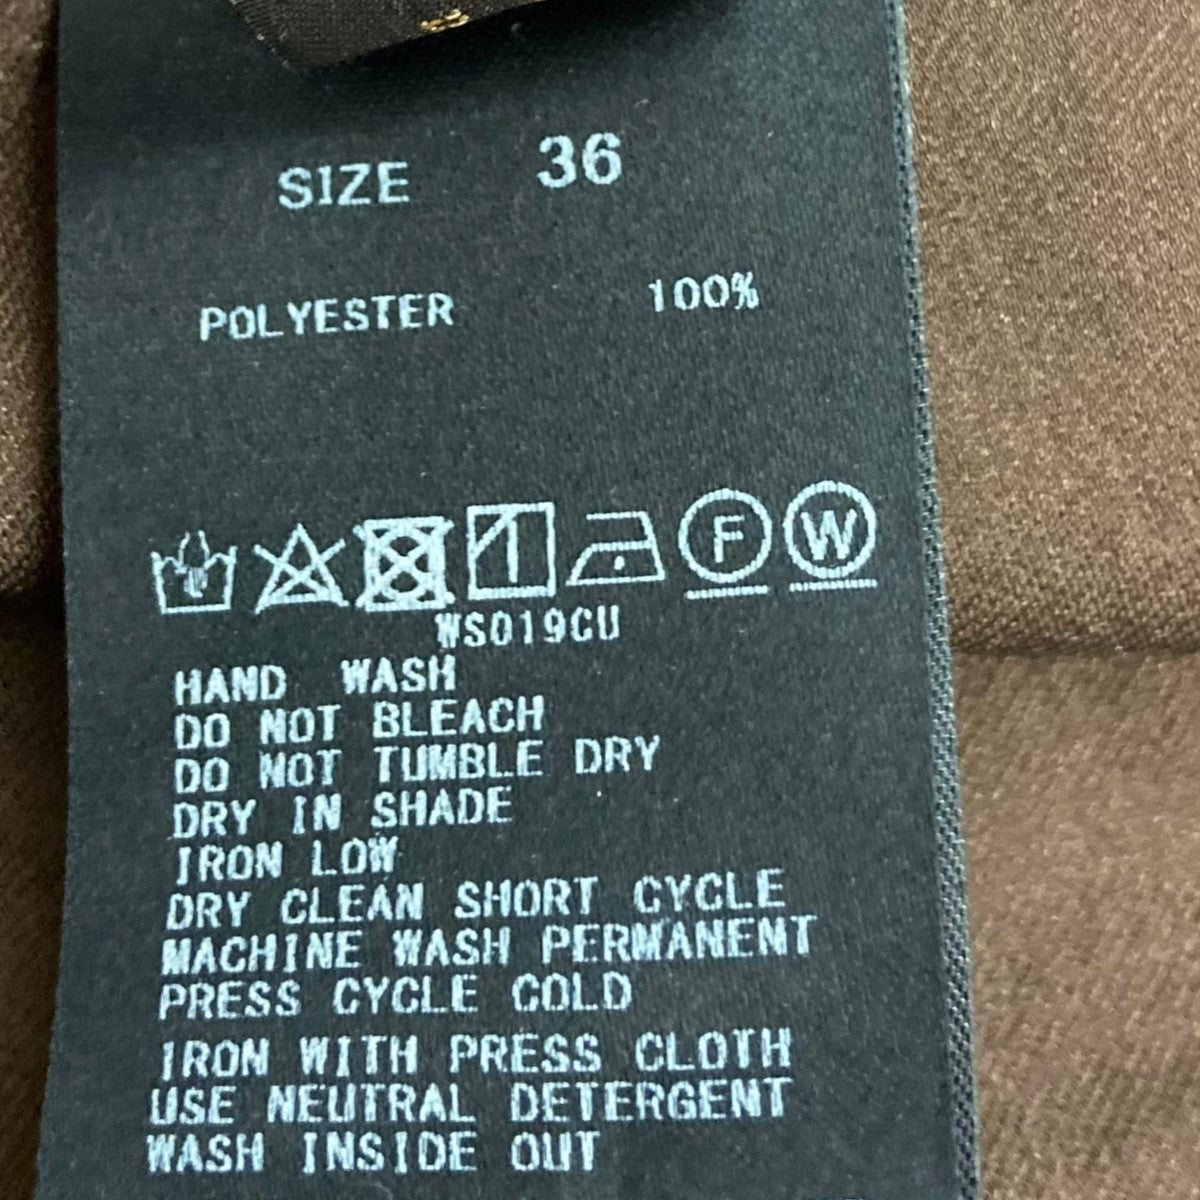 SIZE 36
POLYESTER 100%
F W
WS019CU
HAND WASH
DO NOT BLEACH
DO NOT TUMBLE DRY
DRY IN SHADE
IRON LOW
DRY CLEAN SHORT CYCLE
MACHINE WASH PERMANENT
PRESS CYCLE COLD
IRON WITH PRESS CLOTH
USE NEUTRAL DETERGENT
WASH INSIDE OUT